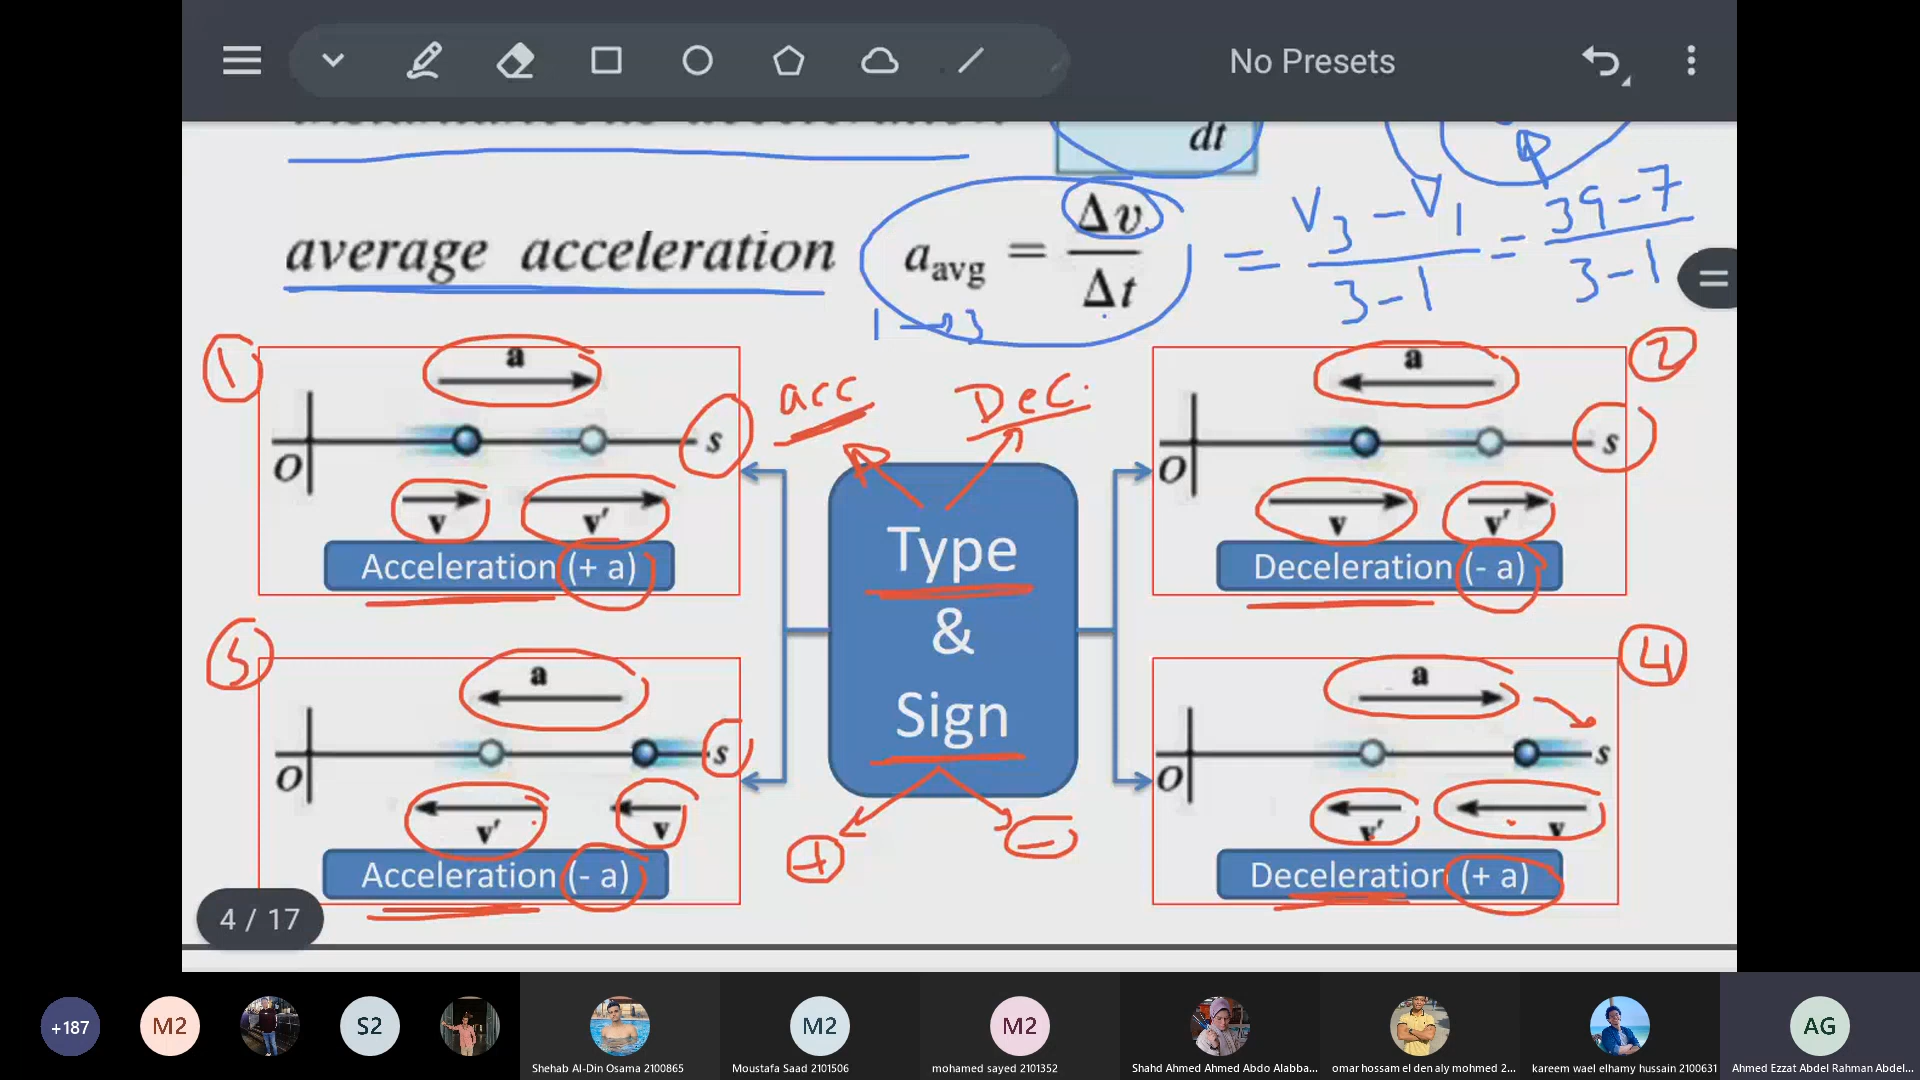 No Presets
instantaneous acceleration
dt
average acceleration
a avg = Δv / Δt = V3 - V1 / 3 - 1 = 39 - 7 / 3 - 1
1 → 3
=
1
a
O
s
v
v'
Acceleration (+ a)
acc
Dec.
2
a
O
s
v
v'
Deceleration (- a)
Type
&
Sign
+
-
a
O
s
v'
v
Acceleration (- a)
4
a
O
s
v'
v
Deceleration (+ a)
4 / 17
+187
M2
S2
M2
M2
AG
Shehab Al-Din Osama 2100865
Moustafa Saad 2101506
mohamed sayed 2101352
Shahd Ahmed Ahmed Abdo Alabba...
omar hossam el den aly mohmed 2...
kareem wael elhamy hussain 2100631
Ahmed Ezzat Abdel Rahman Abdel...